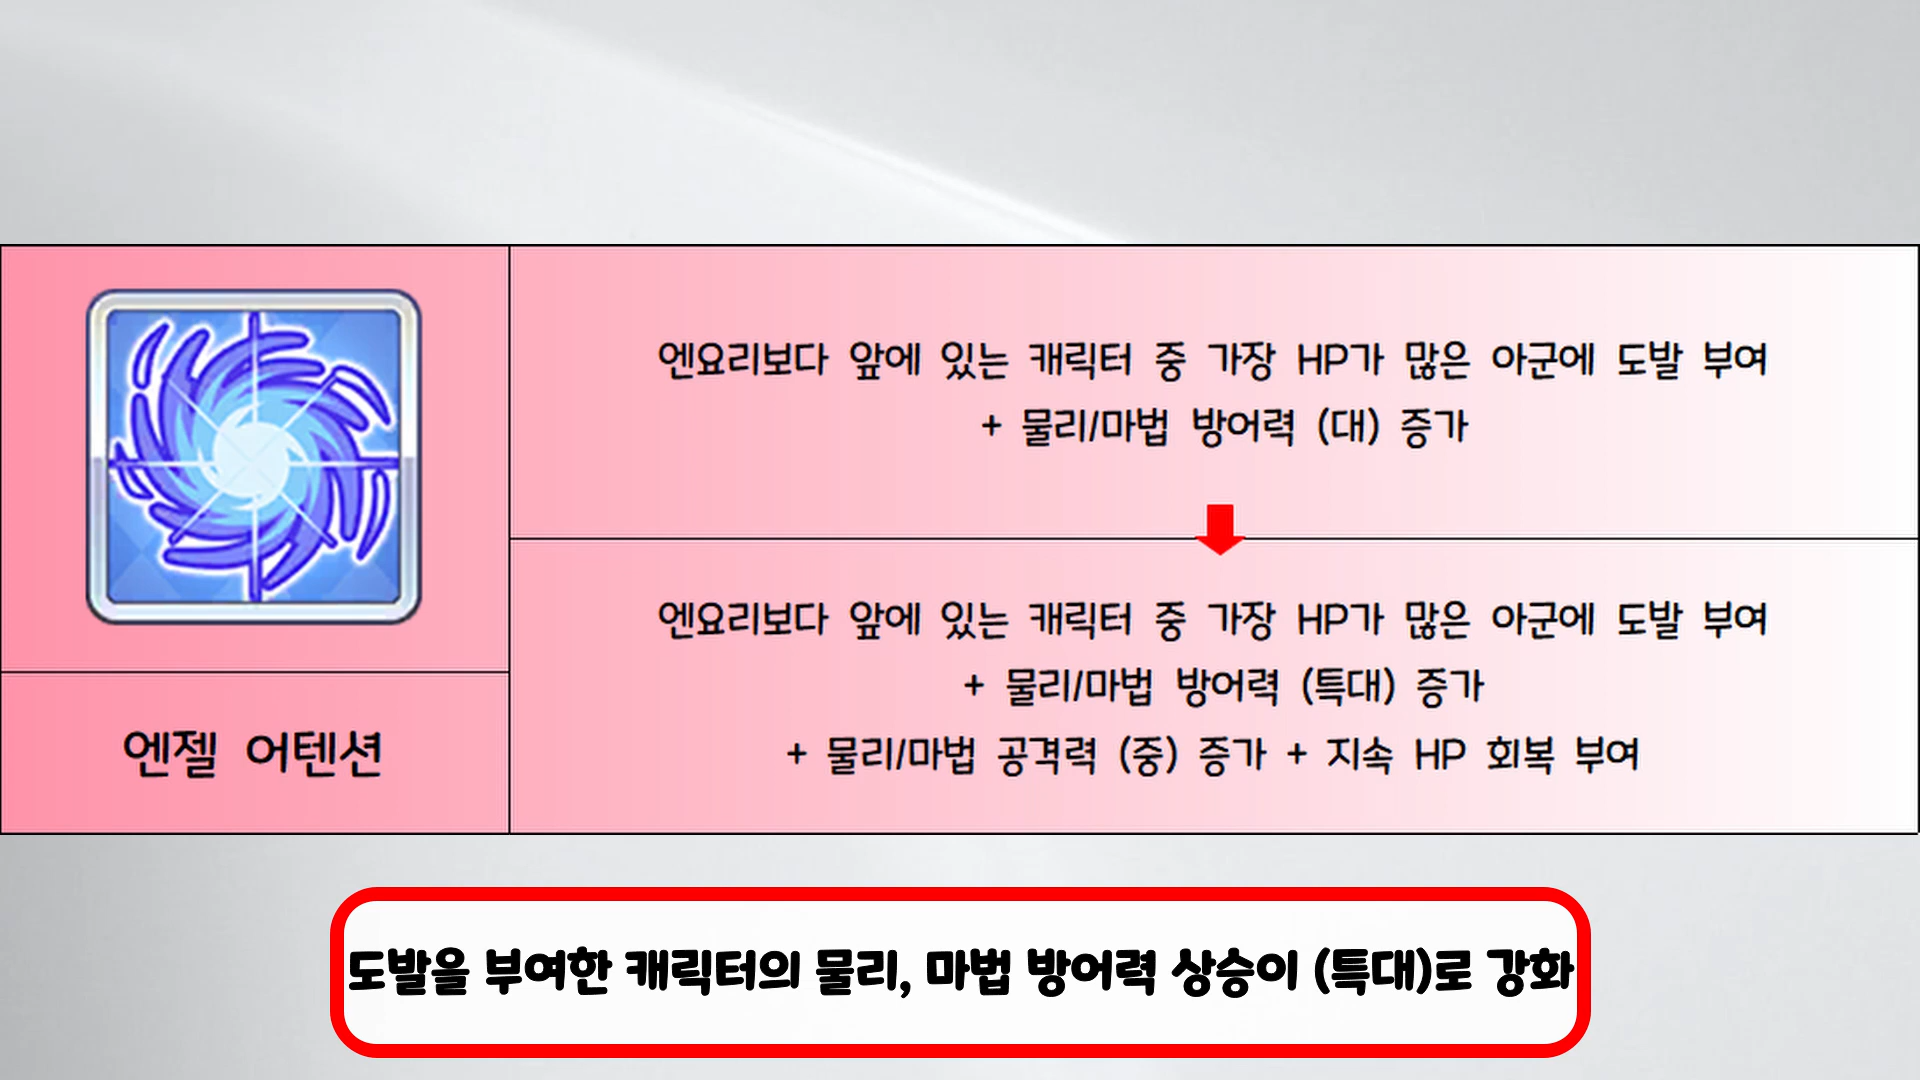 엔젤 어텐션
엔요리보다 앞에 있는 캐릭터 중 가장 HP가 많은 아군에 도발 부여
+ 물리/마법 방어력 (대) 증가
엔요리보다 앞에 있는 캐릭터 중 가장 HP가 많은 아군에 도발 부여
+ 물리/마법 방어력 (특대) 증가
+ 물리/마법 공격력 (중) 증가 + 지속 HP 회복 부여
도발을 부여한 캐릭터의 물리, 마법 방어력 상승이 (특대)로 강화